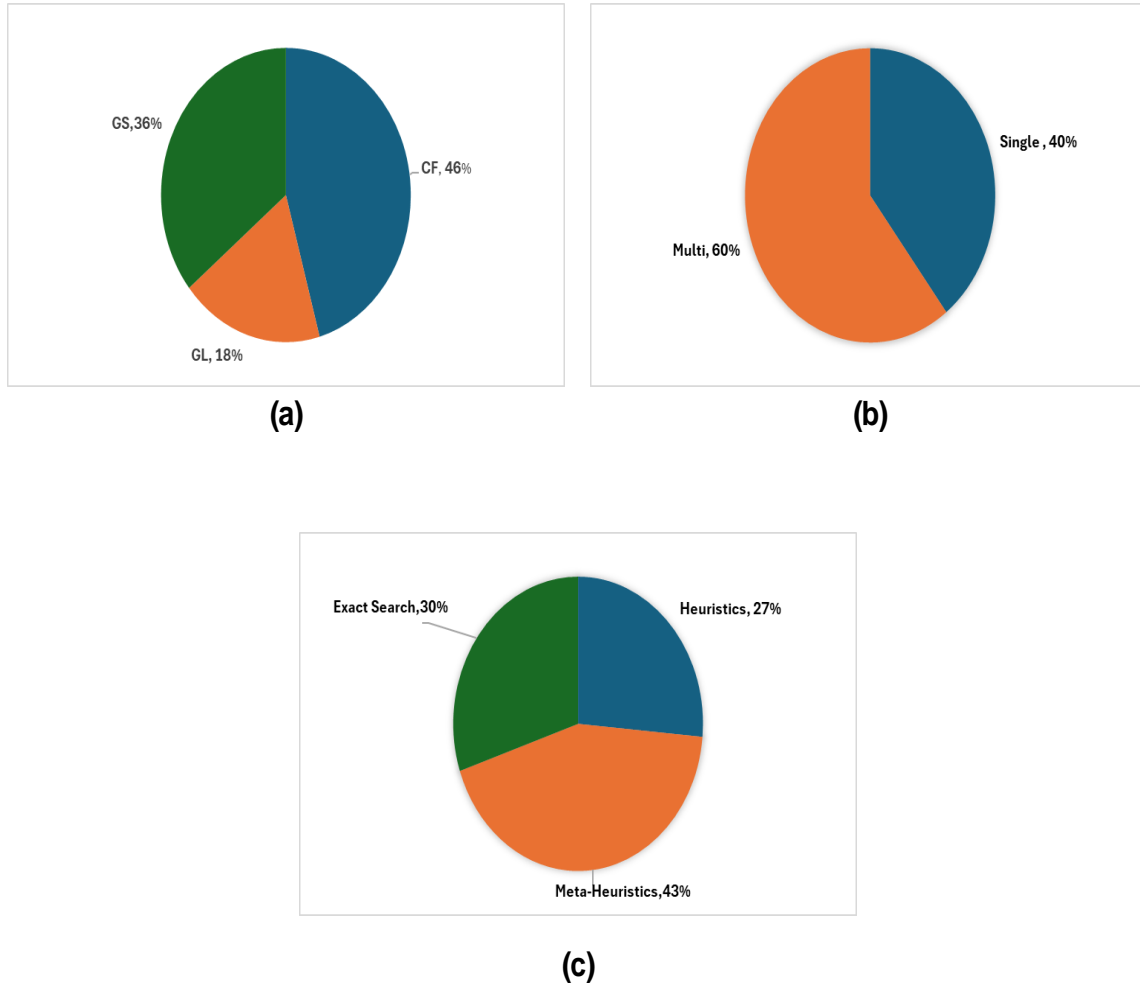 GS,36%
CF, 46%
GL, 18%
(a)
Single , 40%
Multi, 60%
(b)
Exact Search,30%
Heuristics, 27%
Meta-Heuristics,43%
(c)